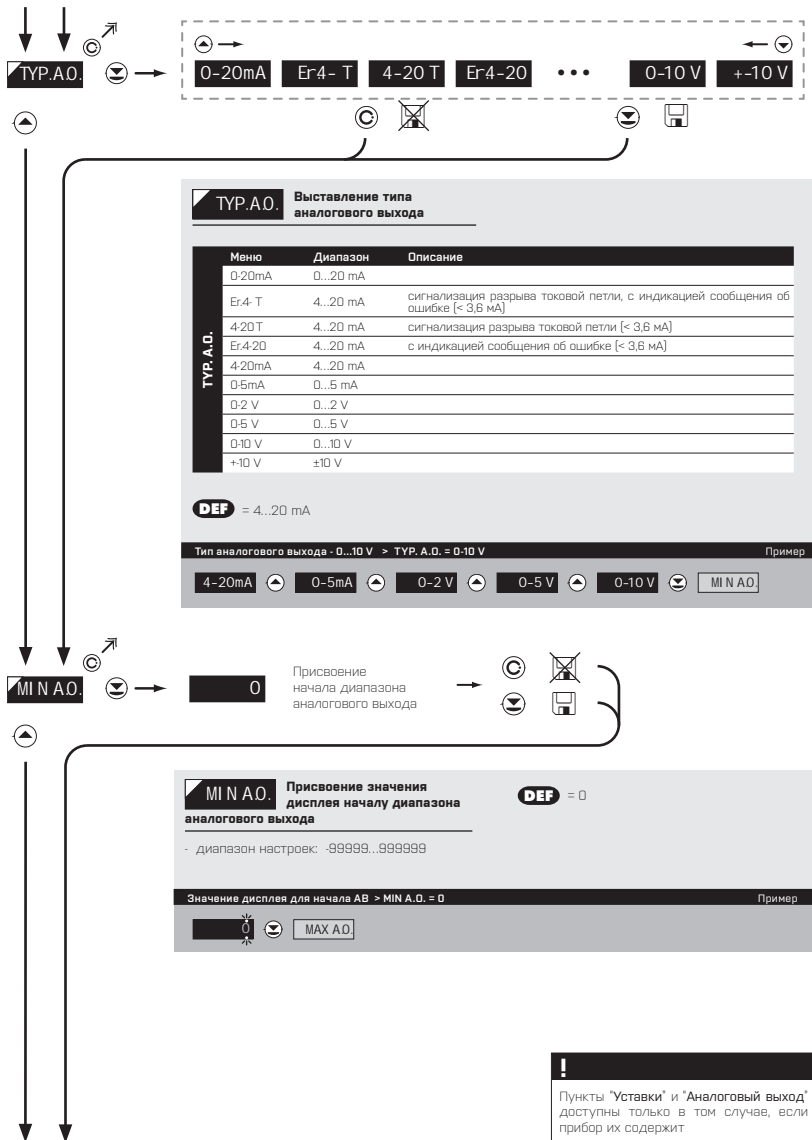 TYP.A.O.
0-20mA Er4- T 4-20 T Er4-20 ••• 0-10 V +-10 V
TYP.A.O. Выставление типа
аналогового выхода
TYP. A.O.
Меню Диапазон Описание
0-20mA 0...20 mA
Er.4- T 4...20 mA сигнализация разрыва токовой петли, с индикацией сообщения об
ошибке (< 3,6 мА)
4-20 T 4...20 mA сигнализация разрыва токовой петли (< 3,6 мА)
Er.4-20 4...20 mA с индикацией сообщения об ошибке (< 3,6 мА)
4-20mA 4...20 mA
0-5mA 0...5 mA
0-2 V 0...2 V
0-5 V 0...5 V
0-10 V 0...10 V
+-10 V ±10 V
DEF = 4...20 mA
Тип аналогового выхода - 0...10 V > TYP. A.O. = 0-10 V Пример
4-20mA 0-5mA 0-2 V 0-5 V 0-10 V MI N A.O.
MI N A.O.
0
Присвоение
начала диапазона
аналогового выхода
MI N A.O. Присвоение значения
дисплея началу диапазона
аналогового выхода
DEF = 0
- диапазон настроек: -99999...999999
Значение дисплея для начала АВ > MIN A.O. = 0 Пример
0 MAX A.O.
!
Пункты "Уставки" и "Аналоговый выход"
доступны только в том случае, если
прибор их содержит